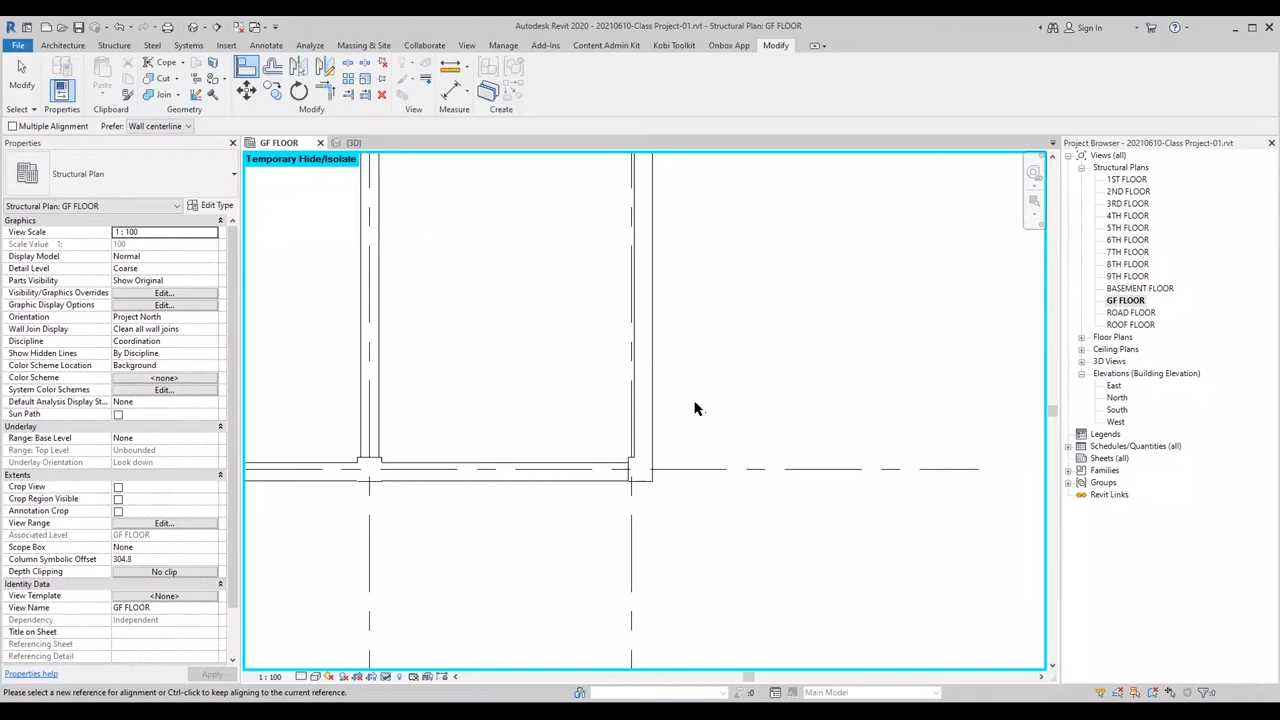 Autodesk Revit 2020 - 20210610-Class Project-01.rvt - Structural Plan: GF FLOOR
Sign In
File Architecture Structure Steel Systems Insert Annotate Analyze Massing & Site Collaborate View Manage Add-Ins Content Admin Kit Kobi Toolkit Onbox App Modify
Modify
Paste
Cope
Cut
Join
Select Properties Clipboard Geometry Modify View Measure Create
Multiple Alignment Prefer: Wall centerline
Properties
GF FLOOR
{3D}
Project Browser - 20210610-Class Project-01.rvt
Temporary Hide/Isolate
Structural Plan
Structural Plan: GF FLOOR Edit Type
Graphics
View Scale 1 : 100
Scale Value 1: 100
Display Model Normal
Detail Level Coarse
Parts Visibility Show Original
Visibility/Graphics Overrides Edit...
Graphic Display Options Edit...
Orientation Project North
Wall Join Display Clean all wall joins
Discipline Coordination
Show Hidden Lines By Discipline
Color Scheme Location Background
Color Scheme <none>
System Color Schemes Edit...
Default Analysis Display St... None
Sun Path
Underlay
Range: Base Level None
Range: Top Level Unbounded
Underlay Orientation Look down
Extents
Crop View
Crop Region Visible
Annotation Crop
View Range Edit...
Associated Level GF FLOOR
Scope Box None
Column Symbolic Offset 304.8
Depth Clipping No clip
Identity Data
View Template <None>
View Name GF FLOOR
Dependency Independent
Title on Sheet
Referencing Sheet
Referencing Detail
Properties help Apply
Views (all)
Structural Plans
1ST FLOOR
2ND FLOOR
3RD FLOOR
4TH FLOOR
5TH FLOOR
6TH FLOOR
7TH FLOOR
8TH FLOOR
9TH FLOOR
BASEMENT FLOOR
GF FLOOR
ROAD FLOOR
ROOF FLOOR
Floor Plans
Ceiling Plans
3D Views
Elevations (Building Elevation)
East
North
South
West
Legends
Schedules/Quantities (all)
Sheets (all)
Families
Groups
Revit Links
1 : 100
Please select a new reference for alignment or Ctrl-click to keep aligning to the current reference.
:0
Main Model
:0